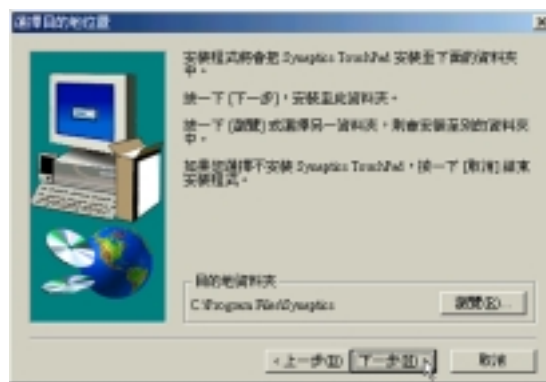 選擇目的地位置
安裝程式將會把 Synaptics TouchPad 安裝至下面的資料夾
中。
按一下 [下一步]，安裝至此資料夾。
按一下 [瀏覽] 或選擇另一資料夾，則會安裝至別的資料夾
中。
如果您選擇不安裝 Synaptics TouchPad，按一下 [取消] 結束
安裝程式。
目的地資料夾
C:\Program Files\Synaptics
瀏覽(R)...
<上一步(B)
下一步(N)>
取消